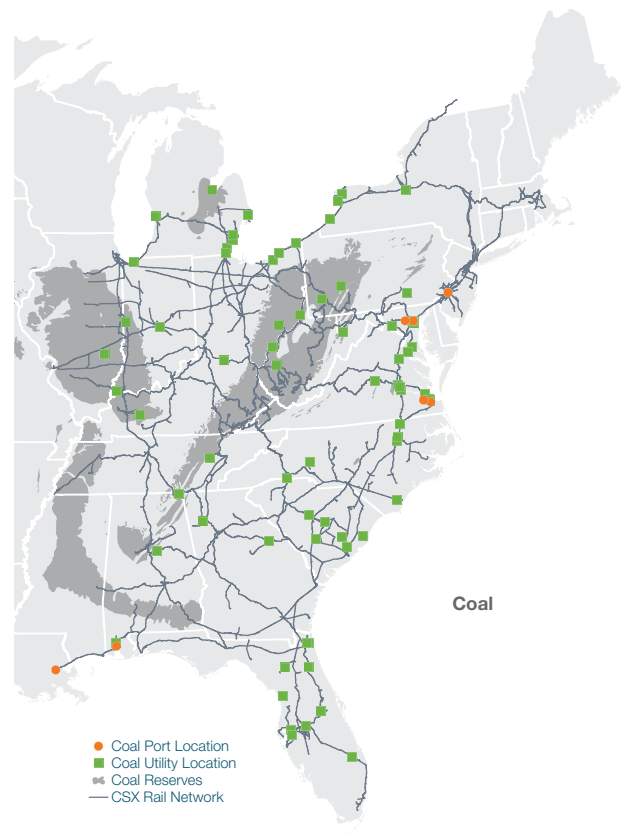 Coal
Coal Port Location
Coal Utility Location
Coal Reserves
CSX Rail Network